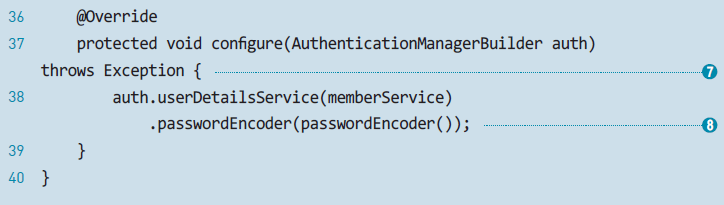 36 @Override
37 protected void configure(AuthenticationManagerBuilder auth)
throws Exception { 7
38 auth.userDetailsService(memberService)
.passwordEncoder(passwordEncoder()); 8
39 }
40 }